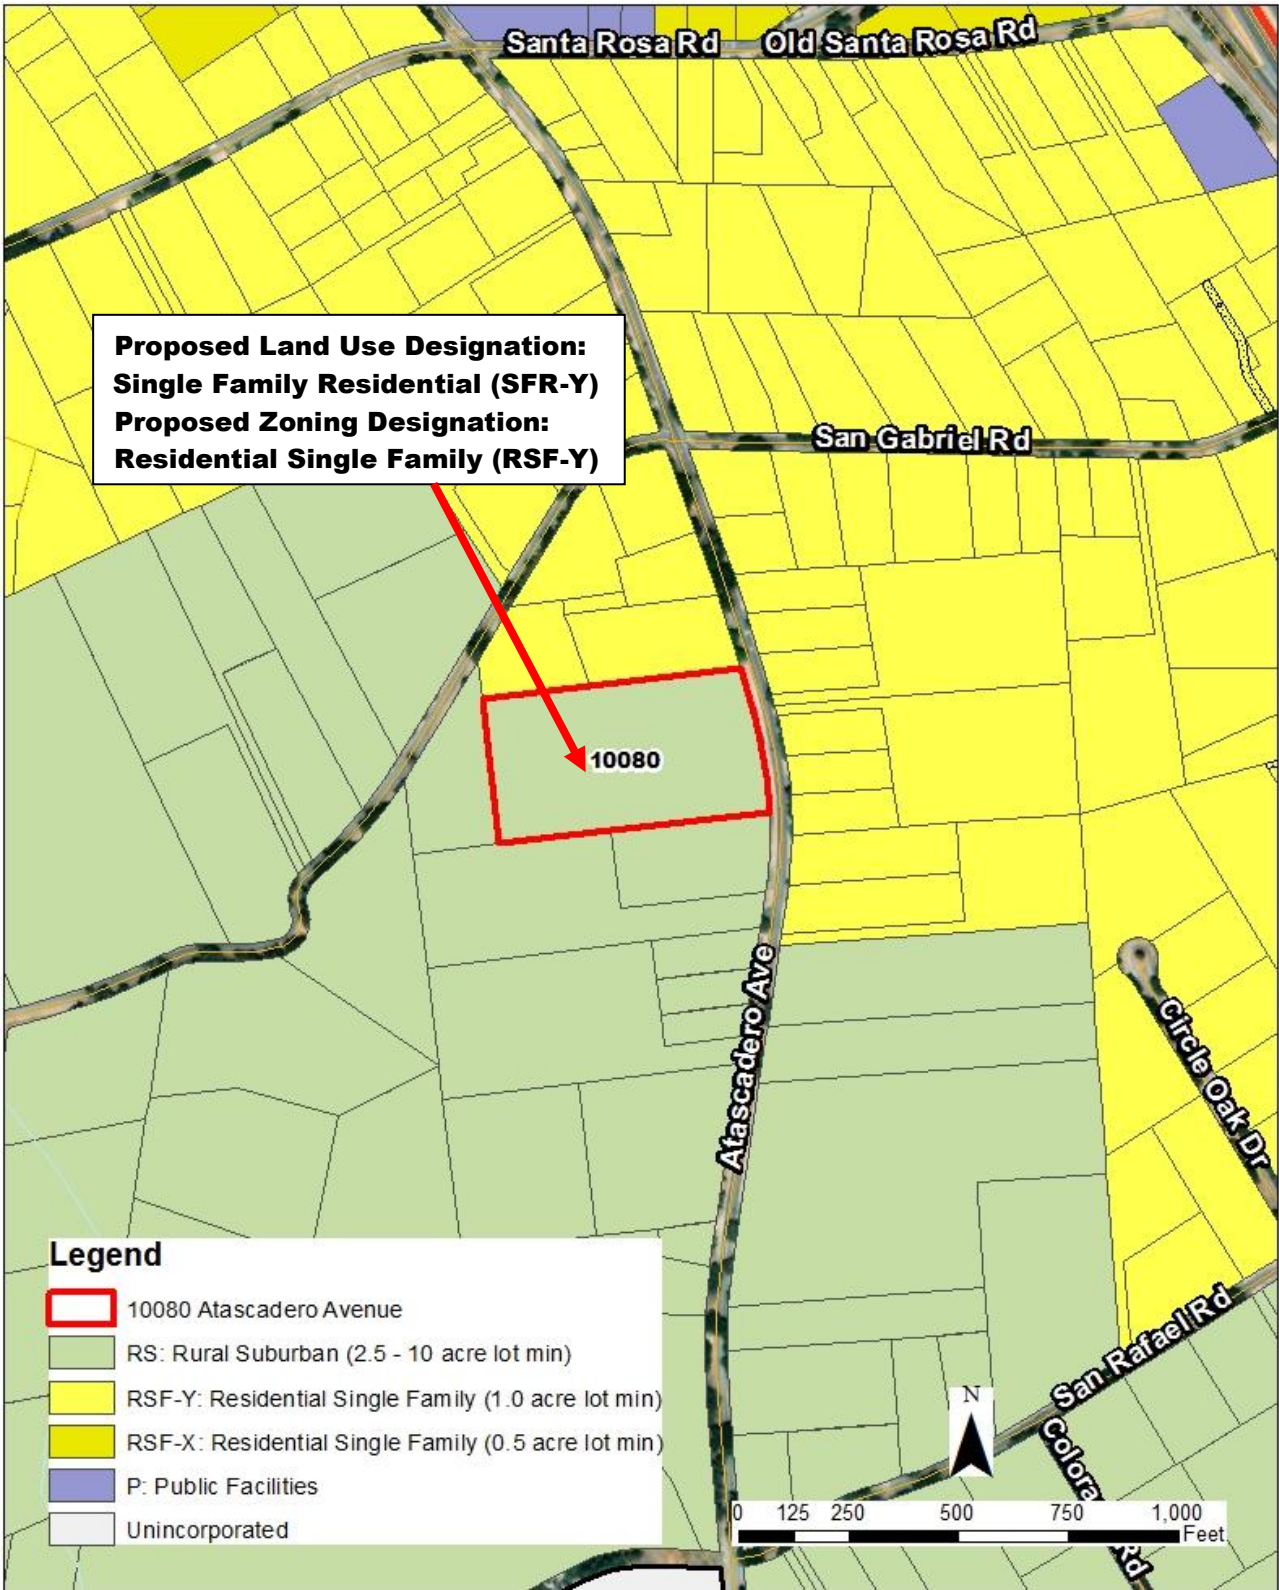 Santa Rosa Rd
Old Santa Rosa Rd
Proposed Land Use Designation:
Single Family Residential (SFR-Y)
Proposed Zoning Designation:
Residential Single Family (RSF-Y)
San Gabriel Rd
10080
Atascadero Ave
Circle Oak Dr
San Rafael Rd
Rd
Legend
10080 Atascadero Avenue
RS: Rural Suburban (2.5 - 10 acre lot min)
RSF-Y: Residential Single Family (1.0 acre lot min)
RSF-X: Residential Single Family (0.5 acre lot min)
P: Public Facilities
Unincorporated
N
0 125 250 500 750 1,000
Feet